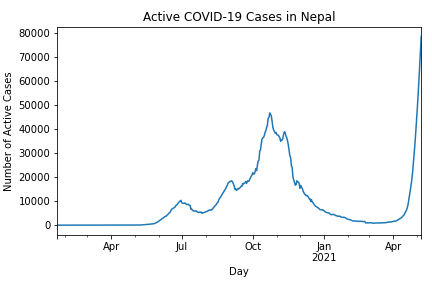 Active COVID-19 Cases in Nepal
80000
70000
60000
50000
40000
30000
20000
10000
0
Number of Active Cases
Apr Jul Oct Jan Apr
2021
Day